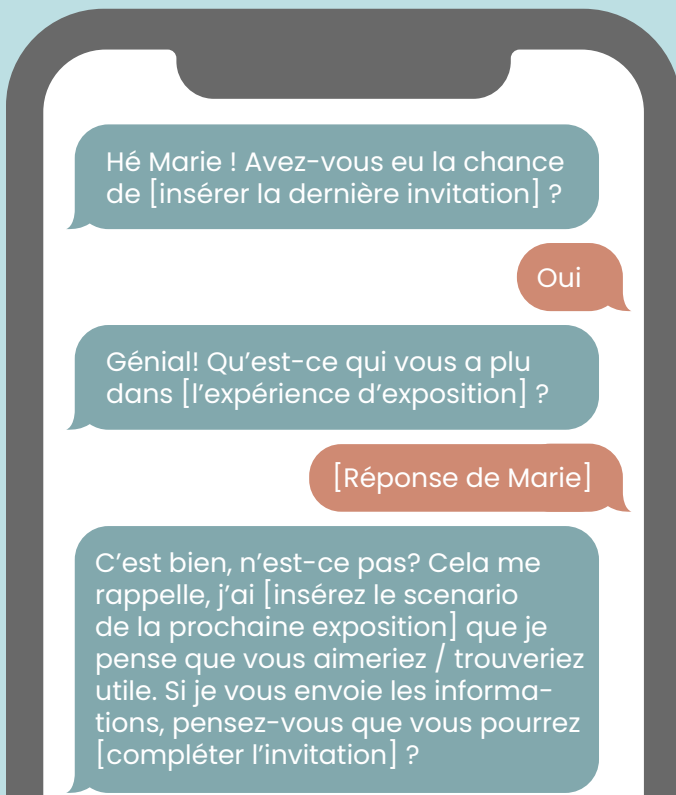 Hé Marie ! Avez-vous eu la chance
de [insérer la dernière invitation] ?
Oui
Génial! Qu’est-ce qui vous a plu
dans [l’expérience d’exposition] ?
[Réponse de Marie]
C’est bien, n’est-ce pas? Cela me
rappelle, j’ai [insérez le scenario
de la prochaine exposition] que je
pense que vous aimeriez / trouveriez
utile. Si je vous envoie les informa-
tions, pensez-vous que vous pourrez
[compléter l’invitation] ?